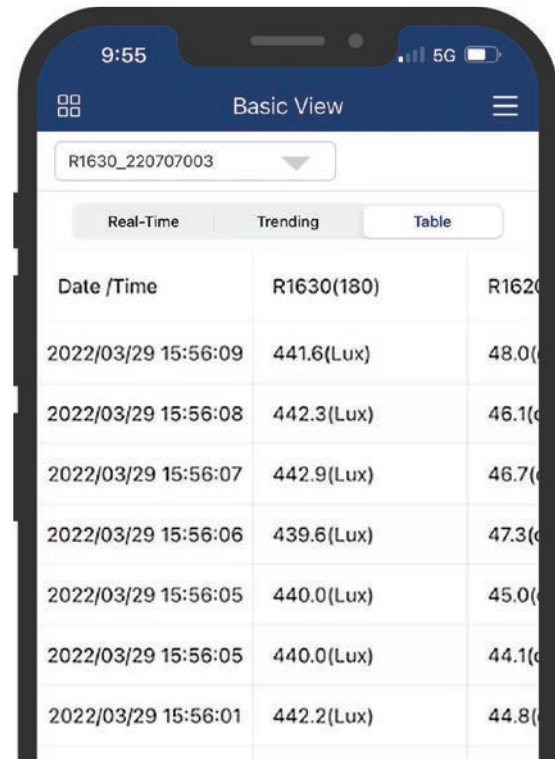 9:55 5G
Basic View
R1630_220707003
Real-Time Trending Table
Date /Time R1630(180) R1620
2022/03/29 15:56:09 441.6(Lux) 48.0(
2022/03/29 15:56:08 442.3(Lux) 46.1(
2022/03/29 15:56:07 442.9(Lux) 46.7(
2022/03/29 15:56:06 439.6(Lux) 47.3(
2022/03/29 15:56:05 440.0(Lux) 45.0(
2022/03/29 15:56:05 440.0(Lux) 44.1(
2022/03/29 15:56:01 442.2(Lux) 44.8(